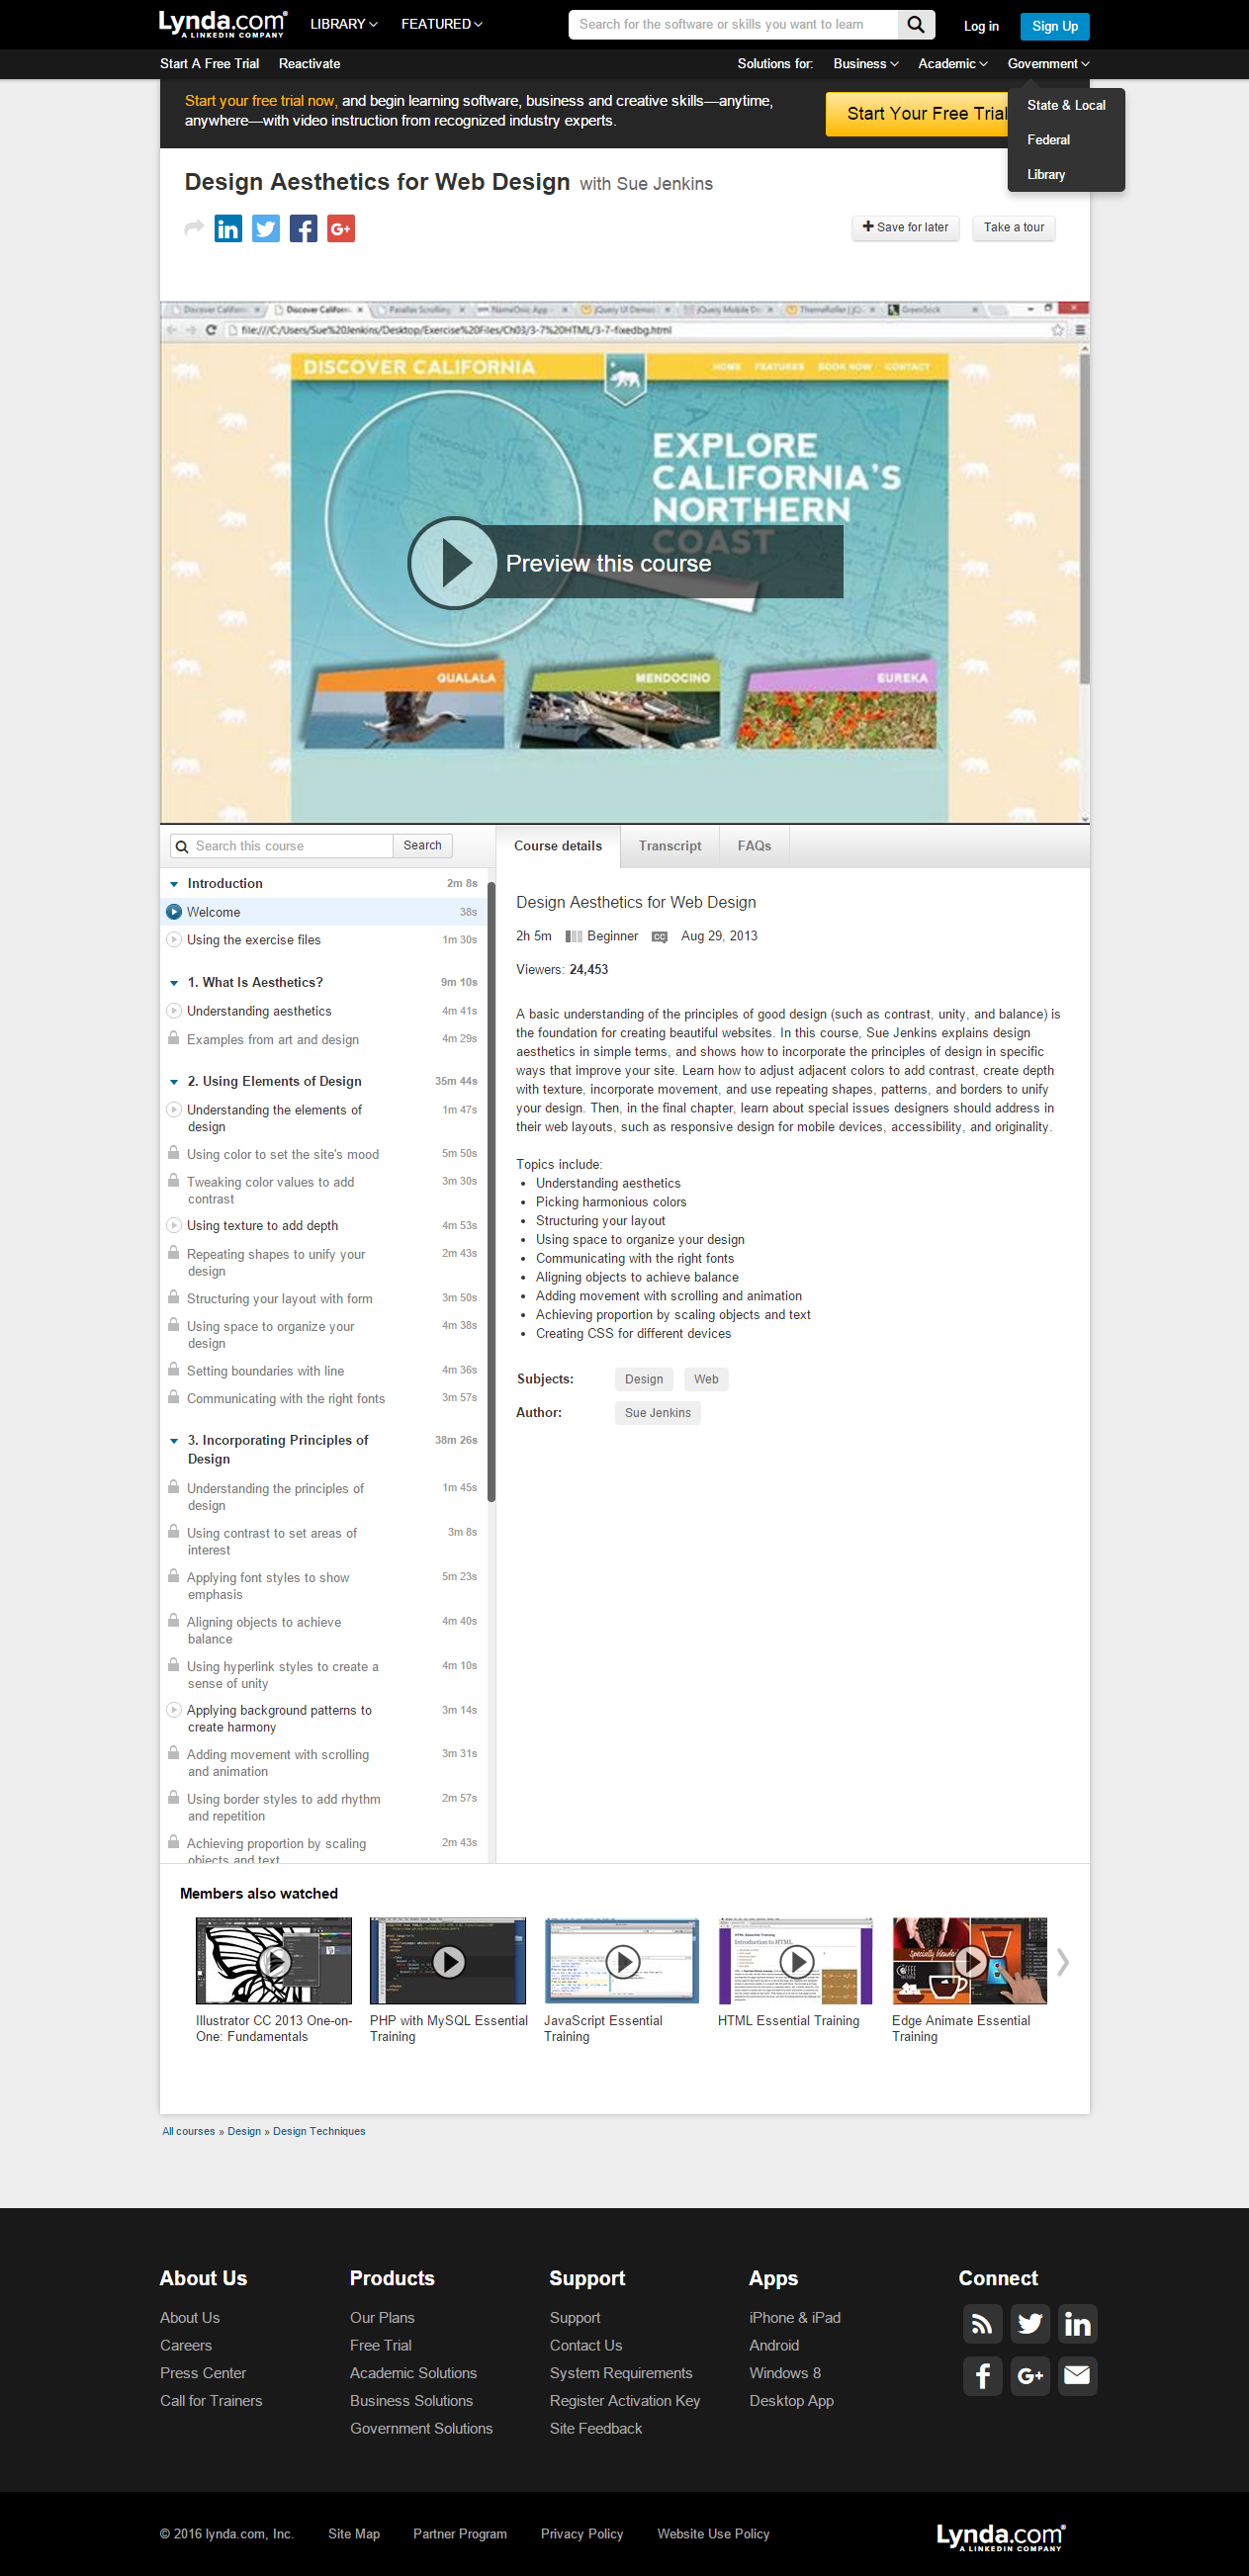 Lynda.com®
A LINKEDIN COMPANY
LIBRARY
FEATURED
Search for the software or skills you want to learn
Log in
Sign Up
Start A Free Trial
Reactivate
Solutions for:
Business
Academic
Government
State & Local
Federal
Library
Start your free trial now, and begin learning software, business and creative skills—anytime,
anywhere—with video instruction from recognized industry experts.
Start Your Free Trial
Design Aesthetics for Web Design with Sue Jenkins
Save for later
Take a tour
Discover Californ
Discover Californ
Parallax Scrolling
jQuery UI Demos
jQuery Mobile De
ThemeRoller | jQ
GreenSock
file:///C:/Users/Sue%20Jenkins/Desktop/Exercise%20Files/Ch03/3-7%20HTML/3-7-fixedbg.html
DISCOVER CALIFORNIA
HOME FEATURES BOOK NOW CONTACT
EXPLORE
CALIFORNIA'S
NORTHERN
COAST
Preview this course
GUALALA
MENDOCINO
EUREKA
Search this course
Search
Course details
Transcript
FAQs
Introduction 2m 8s
Welcome 38s
Using the exercise files 1m 30s
1. What Is Aesthetics? 9m 10s
Understanding aesthetics 4m 41s
Examples from art and design 4m 29s
2. Using Elements of Design 35m 44s
Understanding the elements of 1m 47s
design
Using color to set the site's mood 5m 50s
Tweaking color values to add 3m 30s
contrast
Using texture to add depth 4m 53s
Repeating shapes to unify your 2m 43s
design
Structuring your layout with form 3m 50s
Using space to organize your 4m 38s
design
Setting boundaries with line 4m 36s
Communicating with the right fonts 3m 57s
3. Incorporating Principles of 38m 26s
Design
Understanding the principles of 1m 45s
design
Using contrast to set areas of 3m 8s
interest
Applying font styles to show 5m 23s
emphasis
Aligning objects to achieve 4m 40s
balance
Using hyperlink styles to create a 4m 10s
sense of unity
Applying background patterns to 3m 14s
create harmony
Adding movement with scrolling 3m 31s
and animation
Using border styles to add rhythm 2m 57s
and repetition
Achieving proportion by scaling 2m 43s
objects and text
Design Aesthetics for Web Design
2h 5m Beginner CC Aug 29, 2013
Viewers: 24,453
A basic understanding of the principles of good design (such as contrast, unity, and balance) is
the foundation for creating beautiful websites. In this course, Sue Jenkins explains design
aesthetics in simple terms, and shows how to incorporate the principles of design in specific
ways that improve your site. Learn how to adjust adjacent colors to add contrast, create depth
with texture, incorporate movement, and use repeating shapes, patterns, and borders to unify
your design. Then, in the final chapter, learn about special issues designers should address in
their web layouts, such as responsive design for mobile devices, accessibility, and originality.
Topics include:
• Understanding aesthetics
• Picking harmonious colors
• Structuring your layout
• Using space to organize your design
• Communicating with the right fonts
• Aligning objects to achieve balance
• Adding movement with scrolling and animation
• Achieving proportion by scaling objects and text
• Creating CSS for different devices
Subjects: Design Web
Author: Sue Jenkins
Members also watched
HTML Essential Training
Introduction to HTML
Specially blended
COFFEE
Illustrator CC 2013 One-on-
One: Fundamentals
PHP with MySQL Essential
Training
JavaScript Essential
Training
HTML Essential Training
Edge Animate Essential
Training
All courses » Design » Design Techniques
About Us
About Us
Careers
Press Center
Call for Trainers
Products
Our Plans
Free Trial
Academic Solutions
Business Solutions
Government Solutions
Support
Support
Contact Us
System Requirements
Register Activation Key
Site Feedback
Apps
iPhone & iPad
Android
Windows 8
Desktop App
Connect
© 2016 lynda.com, Inc.
Site Map
Partner Program
Privacy Policy
Website Use Policy
Lynda.com®
A LINKEDIN COMPANY